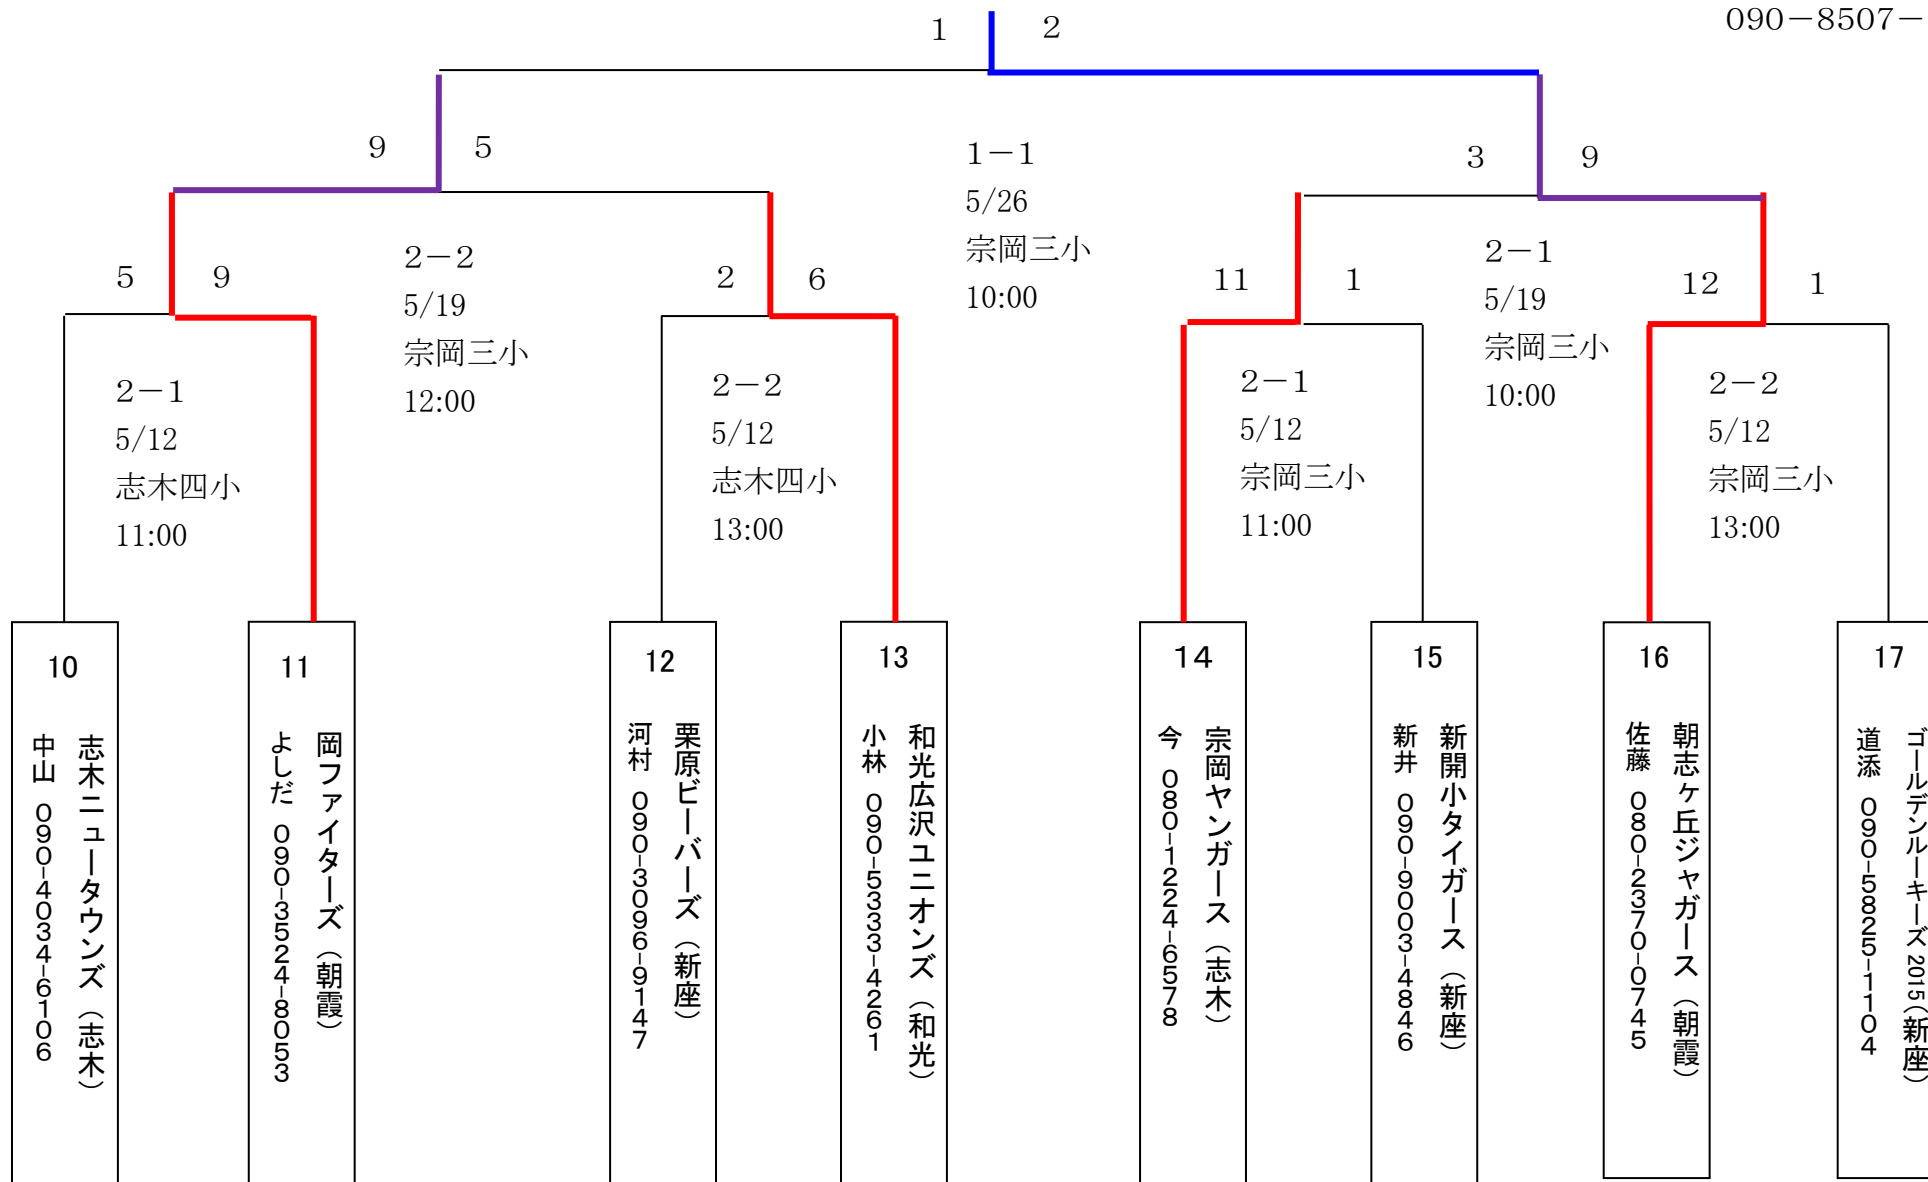 090－8507－
1　2
9　5
3　9
1－1
5/26
宗岡三小
10:00
5　9
2－2
5/19
宗岡三小
12:00
2　6
11　1
2－1
5/19
宗岡三小
10:00
12　1
2－1
5/12
志木四小
11:00
2－2
5/12
志木四小
13:00
2－1
5/12
宗岡三小
11:00
2－2
5/12
宗岡三小
13:00
10
志木ニュータウンズ（志木）
中山　090-4034-6106
11
岡ファイターズ（朝霞）
よしだ　090-3524-8053
12
栗原ビーバーズ（新座）
河村　090-3096-9147
13
和光広沢ユニオンズ（和光）
小林　090-5333-4261
14
宗岡ヤンガース（志木）
今　080-1224-6578
15
新開小タイガース（新座）
新井　090-9003-4846
16
朝志ヶ丘ジャガース（朝霞）
佐藤　080-2370-0745
17
ゴールデンルーキーズ2015（新座）
道添　090-5825-1104